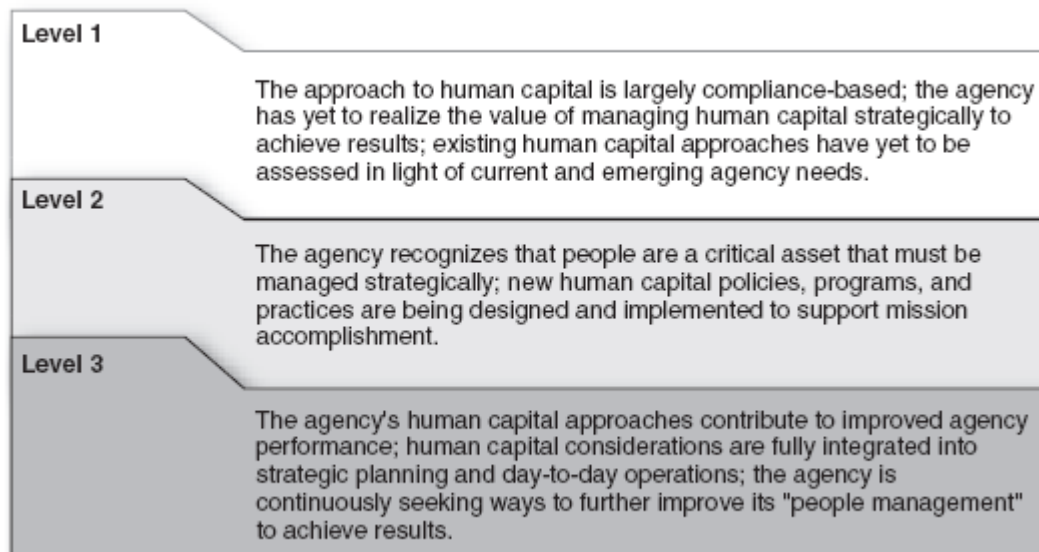 Level 1
The approach to human capital is largely compliance-based; the agency
has yet to realize the value of managing human capital strategically to
achieve results; existing human capital approaches have yet to be
assessed in light of current and emerging agency needs.
Level 2
The agency recognizes that people are a critical asset that must be
managed strategically; new human capital policies, programs, and
practices are being designed and implemented to support mission
accomplishment.
Level 3
The agency's human capital approaches contribute to improved agency
performance; human capital considerations are fully integrated into
strategic planning and day-to-day operations; the agency is
continuously seeking ways to further improve its "people management"
to achieve results.